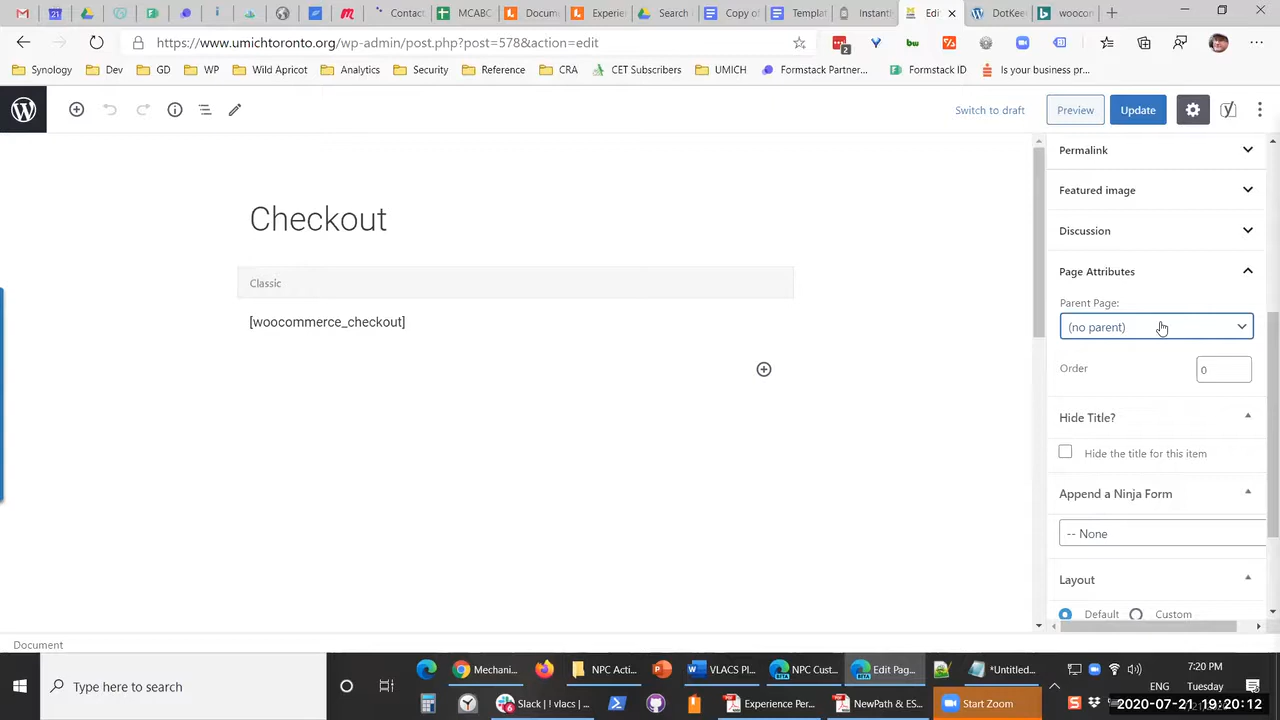 21
Contact
MCABC
Docum
Experie
Search
Copy of
Templa
Instant
Edi
DotKee
woocor
https://www.umichtoronto.org/wp-admin/post.php?post=578&action=edit
2
Synology
Dev
GD
WP
Wild Apricot
Analytics
Security
Reference
CRA
CET Subscribers
UMICH
Formstack Partner...
Formstack ID
Is your business pr...
Switch to draft
Preview
Update
Permalink
Featured image
Checkout
Discussion
Page Attributes
Classic
Parent Page:
[woocommerce_checkout]
(no parent)
Order
0
Hide Title?
Hide the title for this item
Append a Ninja Form
-- None
Layout
Default
Custom
Document
Type here to search
Mechani...
NPC Acti...
VLACS Pl...
NPC Cust...
Edit Pag...
*Untitled...
7:20 PM
ENG
Tuesday
Slack | ! vlacs | ...
Experience Per...
NewPath & ES...
Start Zoom
2020-07-21 19:20:12